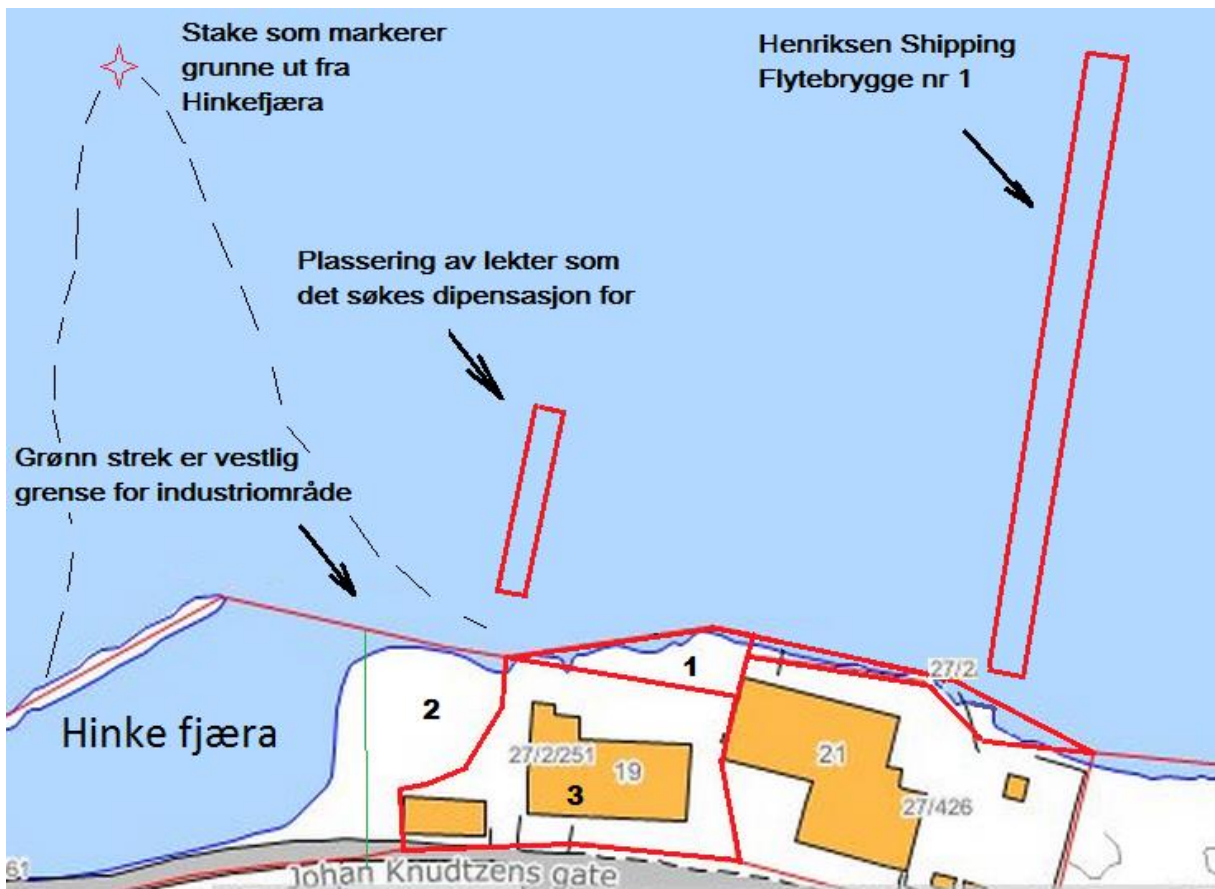 Stake som markerer
grunne ut fra
Hinkefjæra
Henriksen Shipping
Flytebrygge nr 1
Plassering av lekter som
det søkes dipensasjon for
Grønn strek er vestlig
grense for industriområde
1
27/2
2
Hinke fjæra
27/2/251
19
3
21
27/426
61
Johan Knudtzens gate